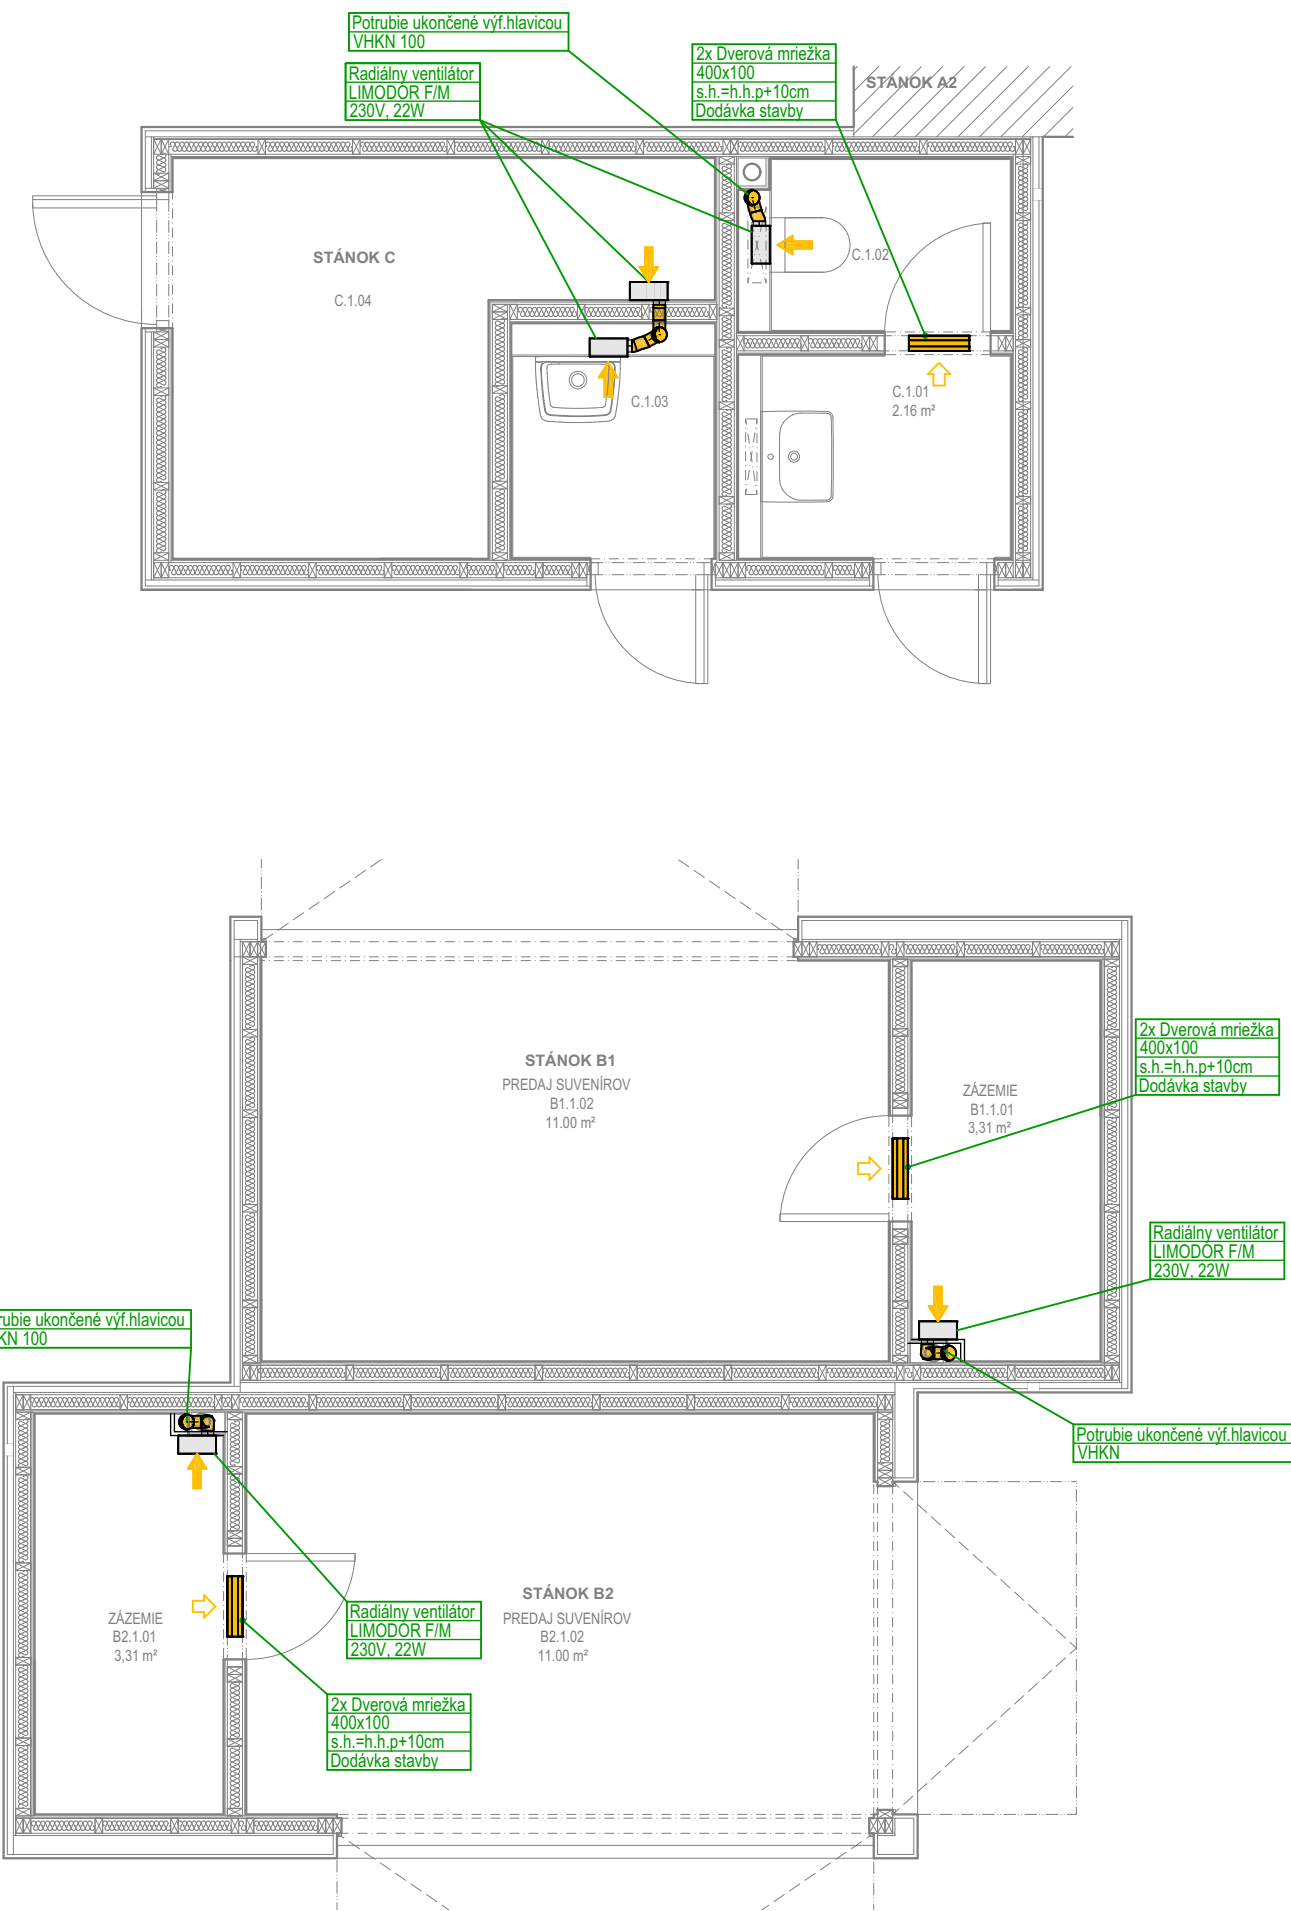 Potrubie ukončené výf.hlavicou
VHKN 100
Radiálny ventilátor
LIMODOR F/M
230V, 22W
2x Dverová mriežka
400x100
s.h.=h.h.p+10cm
Dodávka stavby
STÁNOK A2
STÁNOK C
C.1.04
C.1.02
C.1.03
C.1.01
2.16 m²
STÁNOK B1
PREDAJ SUVENÍROV
B1.1.02
11.00 m²
2x Dverová mriežka
400x100
s.h.=h.h.p+10cm
Dodávka stavby
ZÁZEMIE
B1.1.01
3,31 m²
Radiálny ventilátor
LIMODOR F/M
230V, 22W
rubie ukončené výf.hlavicou
KN 100
Potrubie ukončené výf.hlavicou
VHKN
STÁNOK B2
PREDAJ SUVENÍROV
B2.1.02
11.00 m²
ZÁZEMIE
B2.1.01
3,31 m²
Radiálny ventilátor
LIMODOR F/M
230V, 22W
2x Dverová mriežka
400x100
s.h.=h.h.p+10cm
Dodávka stavby